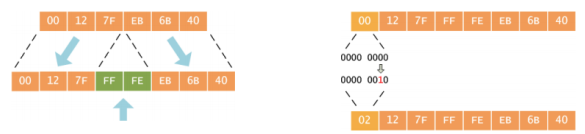 00 12 7F EB 6B 40
00 12 7F FF FE EB 6B 40
00 12 7F FF FE EB 6B 40
0000 0000
0000 0010
02 12 7F FF FE EB 6B 40